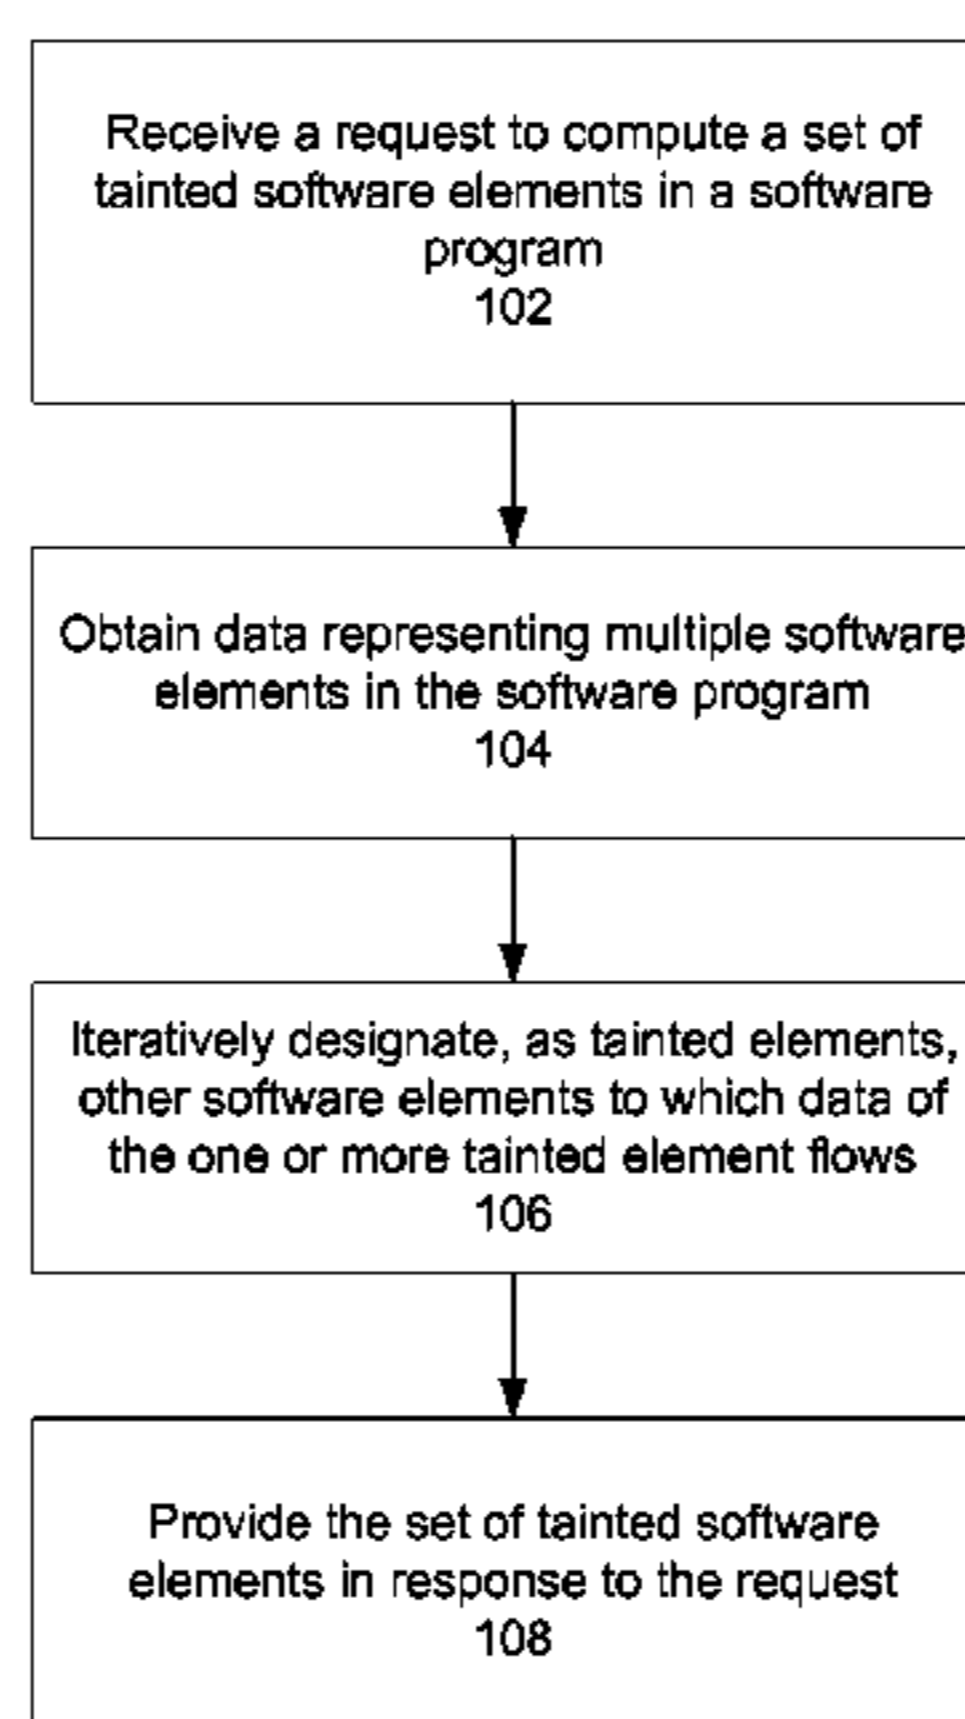 Receive a request to compute a set of
tainted software elements in a software
program
102
Obtain data representing multiple software
elements in the software program
104
Iteratively designate, as tainted elements,
other software elements to which data of
the one or more tainted element flows
106
Provide the set of tainted software
elements in response to the request
108